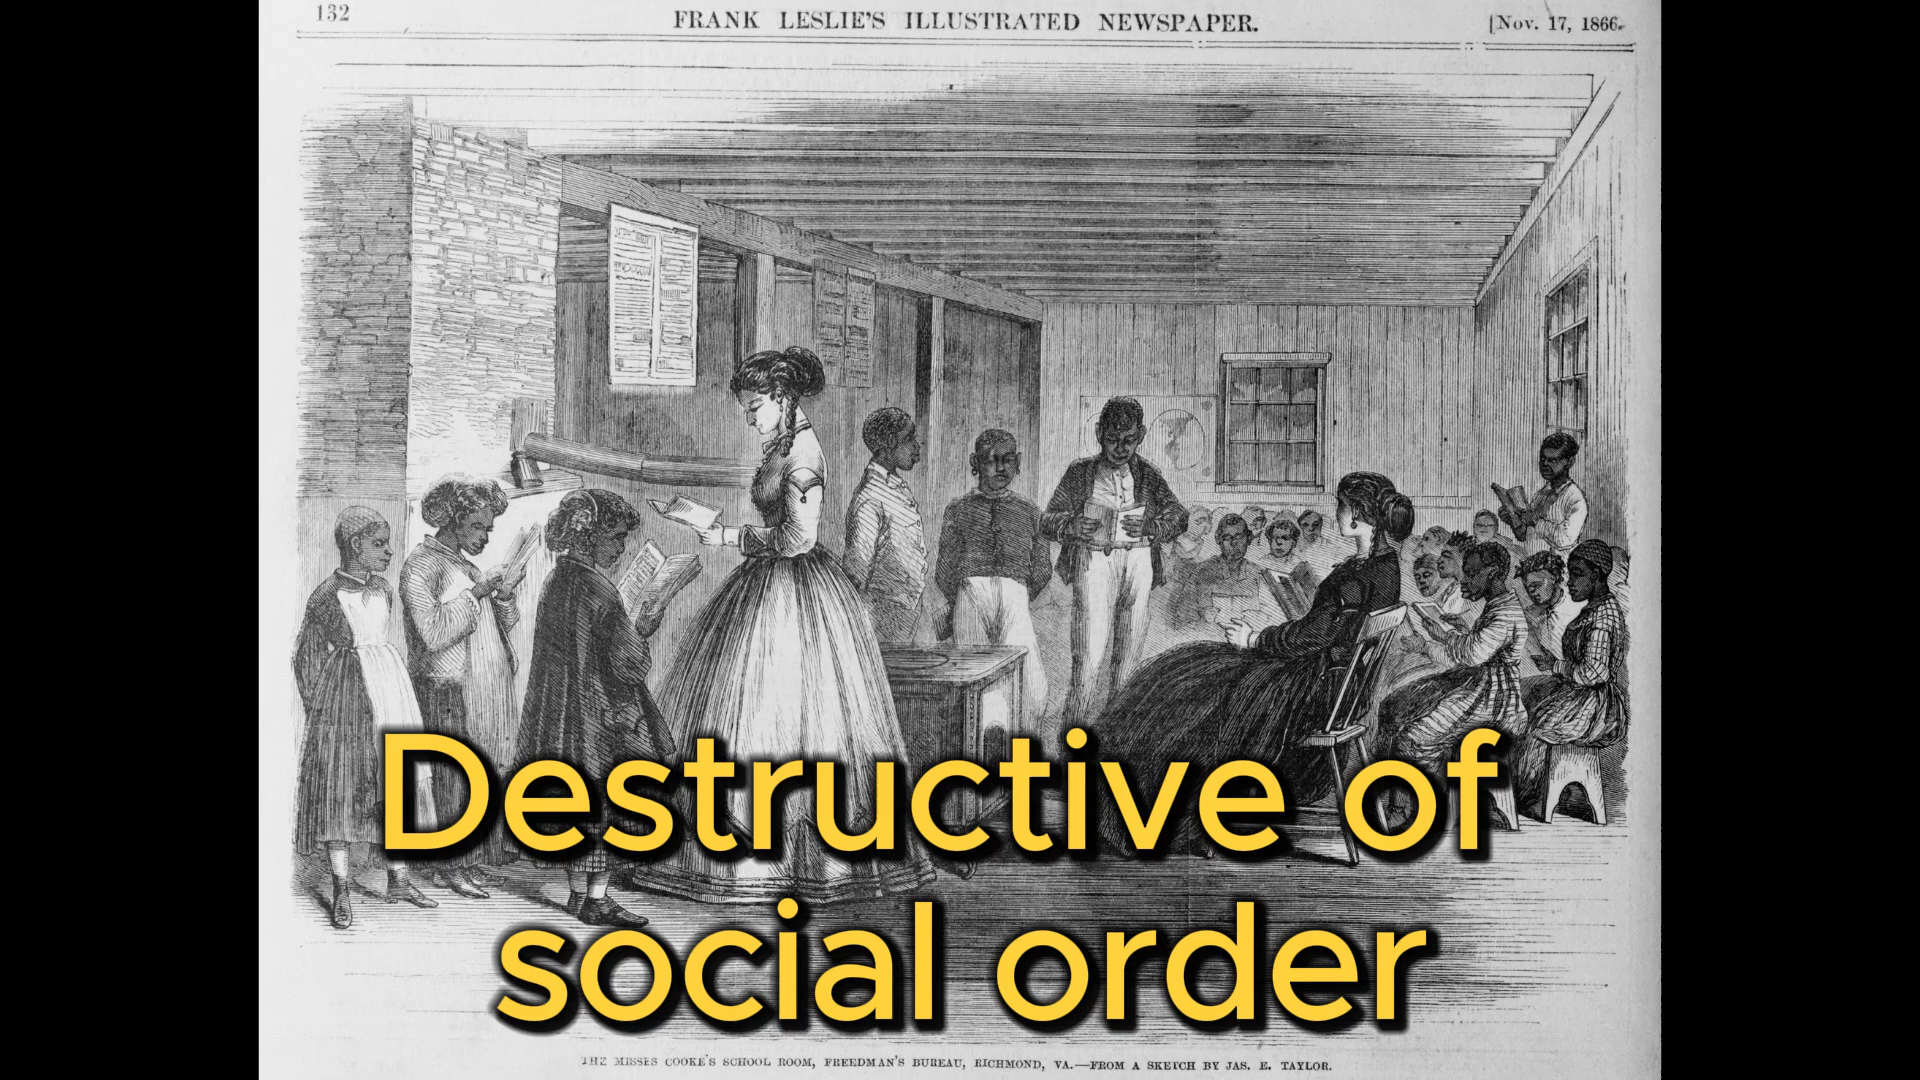 132
FRANK LESLIE'S ILLUSTRATED NEWSPAPER.
[Nov. 17, 1866.
Destructive of
social order
THE MISSES COOKE'S SCHOOL ROOM, FREEDMAN'S BUREAU, RICHMOND, VA.—FROM A SKETCH BY JAS. E. TAYLOR.